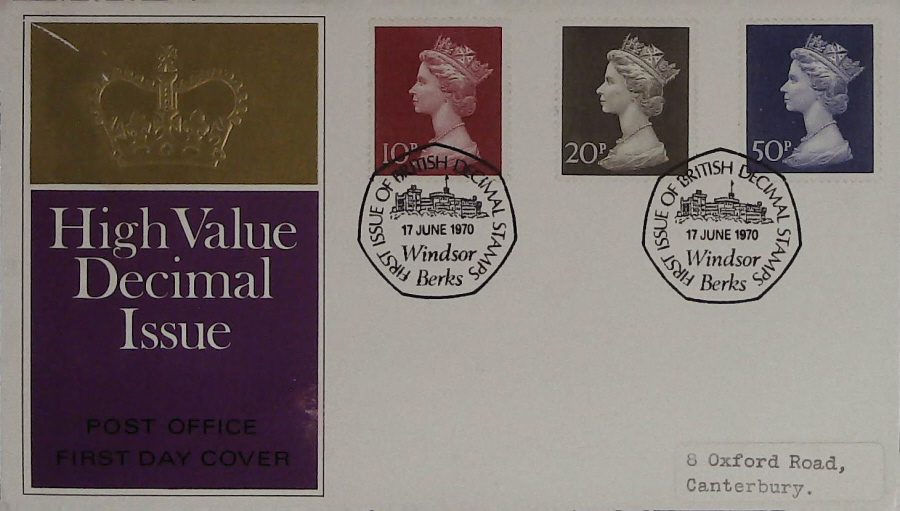 High Value
Decimal
Issue
POST OFFICE
FIRST DAY COVER
10P
20P
50P
FIRST ISSUE OF BRITISH DECIMAL STAMPS
17 JUNE 1970
Windsor
Berks
FIRST ISSUE OF BRITISH DECIMAL STAMPS
17 JUNE 1970
Windsor
Berks
8 Oxford Road,
Canterbury.